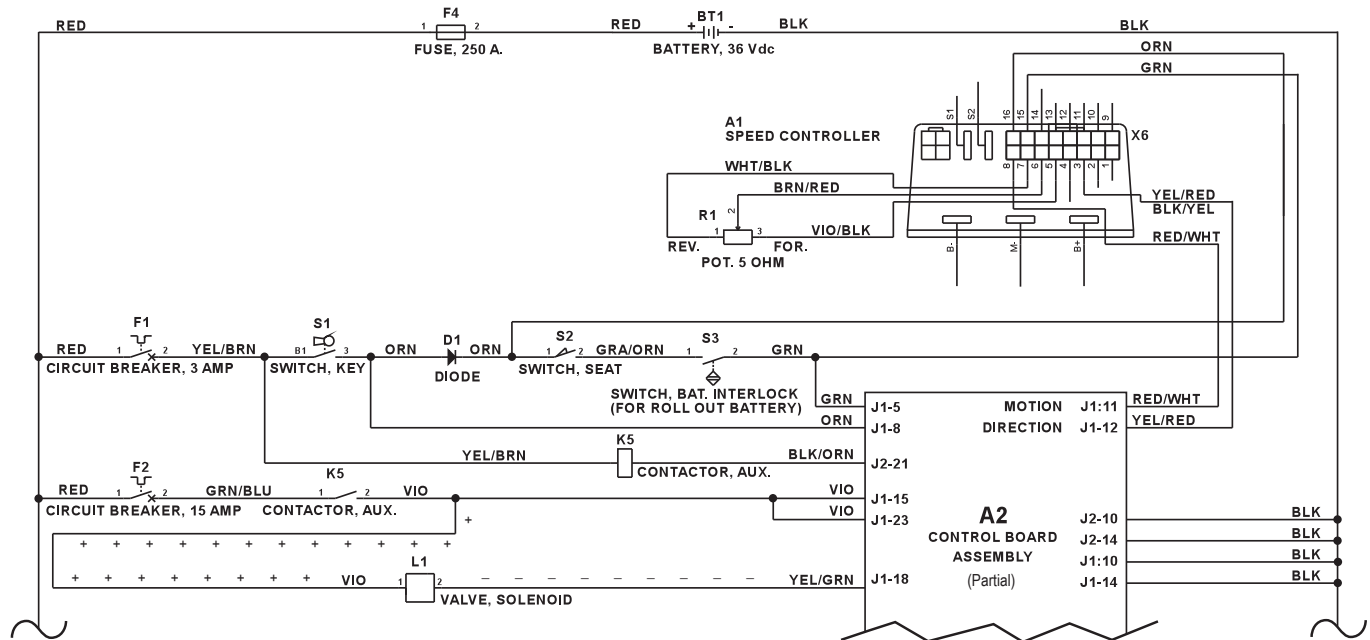 RED
F4
1 2
FUSE, 250 A.
RED
BT1
+ -
BATTERY, 36 Vdc
BLK
BLK
ORN
GRN
A1
SPEED CONTROLLER
S1
S2
16 15 14 13 12 11 10 9
X6
8 7 6 5 4 3 2 1
WHT/BLK
BRN/RED
YEL/RED
BLK/YEL
R1
2
1 3
VIO/BLK
RED/WHT
REV.
FOR.
POT. 5 OHM
B- M- B+
F1
RED
1 2
YEL/BRN
CIRCUIT BREAKER, 3 AMP
S1
B1 3
SWITCH, KEY
ORN
D1
DIODE
ORN
S2
1 2
SWITCH, SEAT
GRA/ORN
S3
1 2
SWITCH, BAT. INTERLOCK
(FOR ROLL OUT BATTERY)
GRN
GRN J1-5 MOTION J1:11 RED/WHT
ORN J1-8 DIRECTION J1-12 YEL/RED
YEL/BRN
K5
CONTACTOR, AUX.
BLK/ORN J2-21
F2
RED
1 2
GRN/BLU
CIRCUIT BREAKER, 15 AMP
K5
1 2
CONTACTOR, AUX.
VIO
VIO J1-15
VIO J1-23
A2
CONTROL BOARD
ASSEMBLY
(Partial)
J2-10 BLK
J2-14 BLK
J1:10 BLK
J1-14 BLK
+
+ + + + + + + + + + + +
+ + + + + + + +
VIO
L1
1 2
VALVE, SOLENOID
– – – – – – – – –
YEL/GRN J1-18